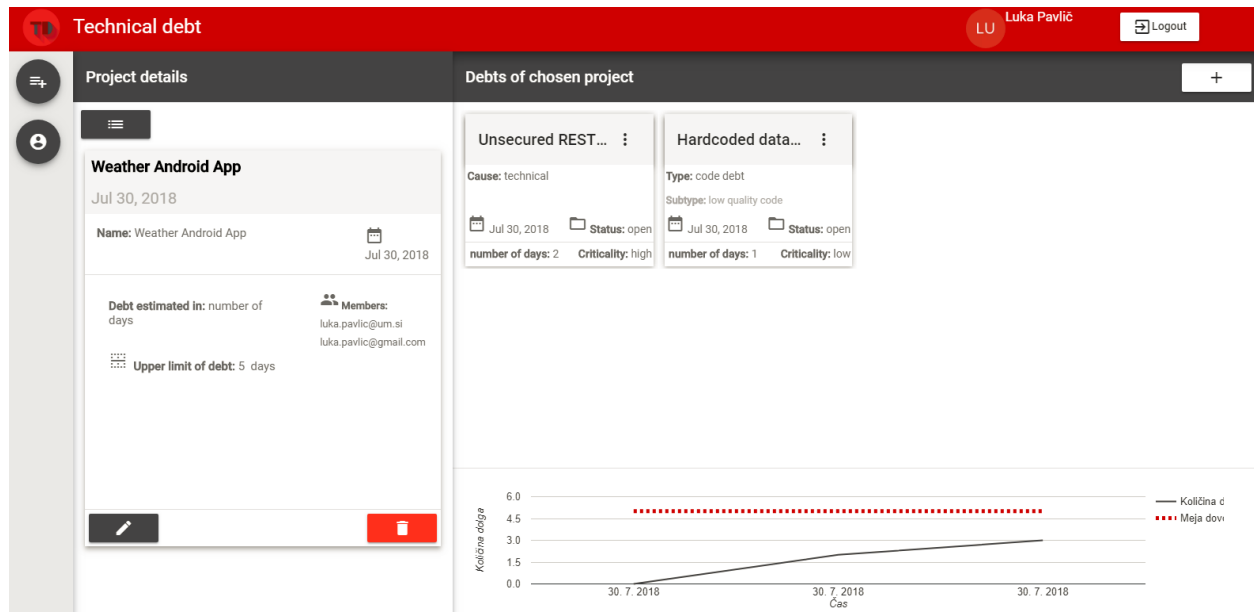 TD Technical debt
LU
Luka Pavlič
Logout
Project details
Weather Android App
Jul 30, 2018
Name: Weather Android App
Jul 30, 2018
Debt estimated in: number of
days
Members:
luka.pavlic@um.si
luka.pavlic@gmail.com
Upper limit of debt: 5 days
Debts of chosen project
+
Unsecured REST...
Cause: technical
Jul 30, 2018
Status: open
number of days: 2
Criticality: high
Hardcoded data...
Type: code debt
Subtype: low quality code
Jul 30, 2018
Status: open
number of days: 1
Criticality: low
Količina dolga
6.0
4.5
3.0
1.5
0.0
30. 7. 2018
30. 7. 2018
30. 7. 2018
Čas
Količina d
Meja dov